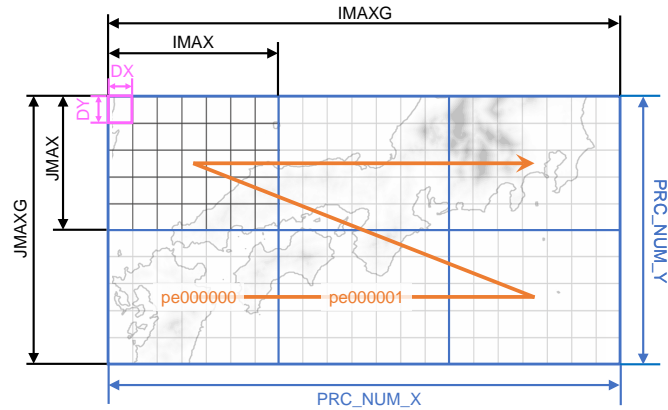 IMAXG
IMAX
DX
DY
JMAX
JMAXG
PRC_NUM_Y
pe000000
pe000001
PRC_NUM_X